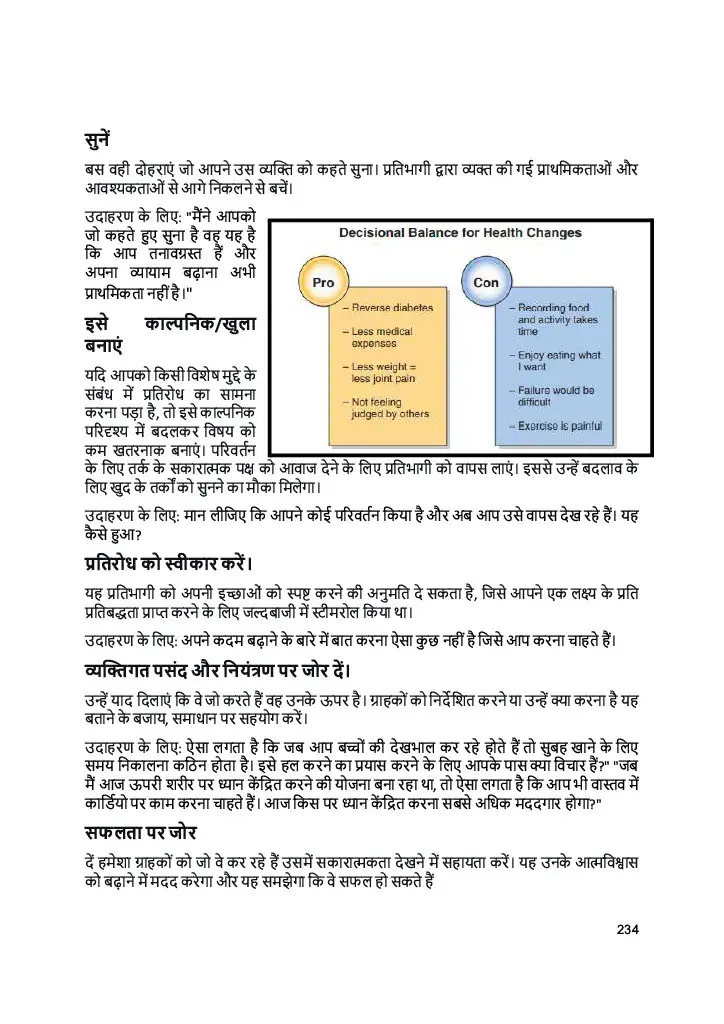 सुनें
बस वही दोहराएं जो आपने उस व्यक्ति को कहते सुना। प्रतिभागी द्वारा व्यक्त की गई प्राथमिकताओं और
आवश्यकताओं से आगे निकलने से बचें।
उदाहरण के लिए: "मैंने आपको
जो कहते हुए सुना है वह यह है
कि आप तनावग्रस्त हैं और
अपना व्यायाम बढ़ाना अभी
प्राथमिकता नहीं है।"
इसे काल्पनिक/खुला
बनाएं
यदि आपको किसी विशेष मुद्दे के
संबंध में प्रतिरोध का सामना
करना पड़ा है, तो इसे काल्पनिक
परिदृश्य में बदलकर विषय को
कम खतरनाक बनाएं। परिवर्तन
Decisional Balance for Health Changes
Pro
– Reverse diabetes
– Less medical
expenses
– Less weight =
less joint pain
– Not feeling
judged by others
Con
– Recording food
and activity takes
time
– Enjoy eating what
I want
– Failure would be
difficult
– Exercise is painful
के लिए तर्क के सकारात्मक पक्ष को आवाज देने के लिए प्रतिभागी को वापस लाएं। इससे उन्हें बदलाव के
लिए खुद के तर्कों को सुनने का मौका मिलेगा।
उदाहरण के लिए: मान लीजिए कि आपने कोई परिवर्तन किया है और अब आप उसे वापस देख रहे हैं। यह
कैसे हुआ?
प्रतिरोध को स्वीकार करें।
यह प्रतिभागी को अपनी इच्छाओं को स्पष्ट करने की अनुमति दे सकता है, जिसे आपने एक लक्ष्य के प्रति
प्रतिबद्धता प्राप्त करने के लिए जल्दबाजी में स्टीमरोल किया था।
उदाहरण के लिए: अपने कदम बढ़ाने के बारे में बात करना ऐसा कुछ नहीं है जिसे आप करना चाहते हैं।
व्यक्तिगत पसंद और नियंत्रण पर जोर दें।
उन्हें याद दिलाएं कि वे जो करते हैं वह उनके ऊपर है। ग्राहकों को निर्देशित करने या उन्हें क्या करना है यह
बताने के बजाय, समाधान पर सहयोग करें।
उदाहरण के लिए: ऐसा लगता है कि जब आप बच्चों की देखभाल कर रहे होते हैं तो सुबह खाने के लिए
समय निकालना कठिन होता है। इसे हल करने का प्रयास करने के लिए आपके पास क्या विचार हैं?" "जब
मैं आज ऊपरी शरीर पर ध्यान केंद्रित करने की योजना बना रहा था, तो ऐसा लगता है कि आप भी वास्तव में
कार्डियो पर काम करना चाहते हैं। आज किस पर ध्यान केंद्रित करना सबसे अधिक मददगार होगा?"
सफलता पर जोर
दें हमेशा ग्राहकों को जो वे कर रहे हैं उसमें सकारात्मकता देखने में सहायता करें। यह उनके आत्मविश्वास
को बढ़ाने में मदद करेगा और यह समझेगा कि वे सफल हो सकते हैं
234